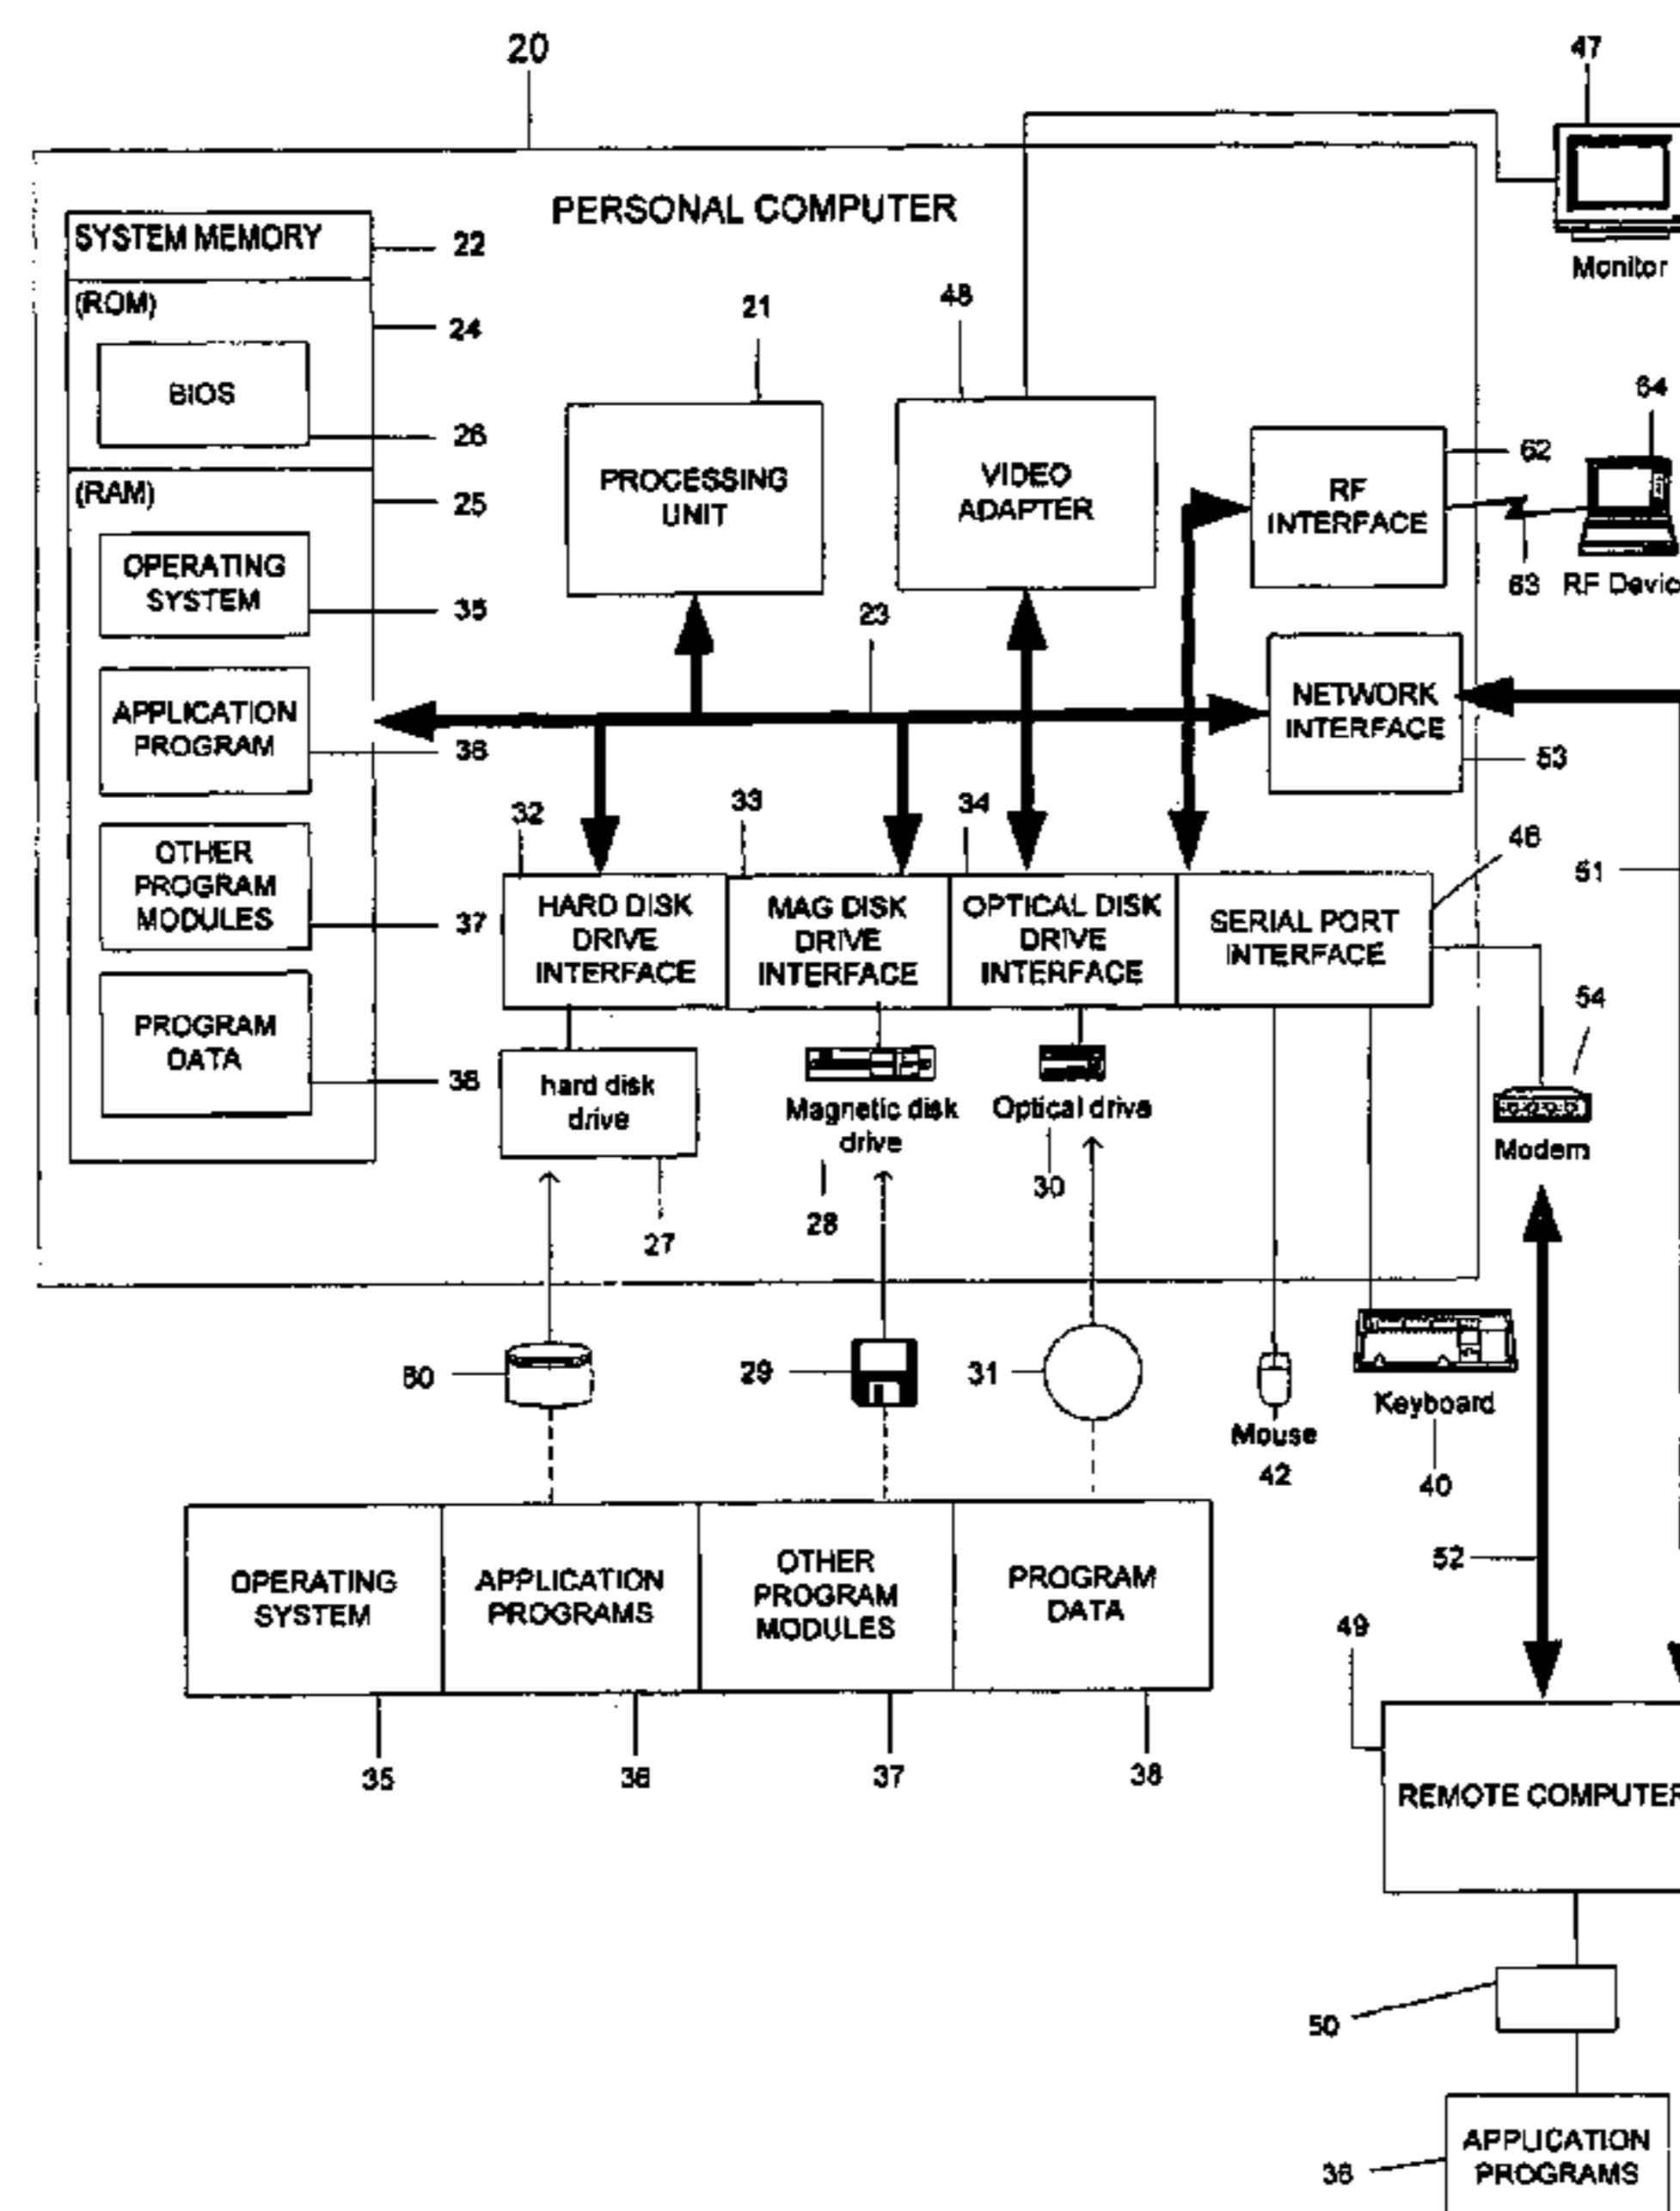 20
47
PERSONAL COMPUTER
SYSTEM MEMORY
22
Monitor
(ROM)
24
21
48
BIOS
26
64
(RAM)
25
PROCESSING
UNIT
VIDEO
ADAPTER
62
RF
INTERFACE
OPERATING
SYSTEM
35
23
63
RF Devic
APPLICATION
PROGRAM
36
NETWORK
INTERFACE
53
32
33
34
46
51
OTHER
PROGRAM
MODULES
37
HARD DISK
DRIVE
INTERFACE
MAG DISK
DRIVE
INTERFACE
OPTICAL DISK
DRIVE
INTERFACE
SERIAL PORT
INTERFACE
54
PROGRAM
DATA
38
hard disk
drive
Magnetic disk
drive
Optical drive
Modem
27
28
30
60
29
31
Mouse
42
Keyboard
40
52
OPERATING
SYSTEM
APPLICATION
PROGRAMS
OTHER
PROGRAM
MODULES
PROGRAM
DATA
49
35
36
37
38
REMOTE COMPUTER
50
APPLICATION
PROGRAMS
36